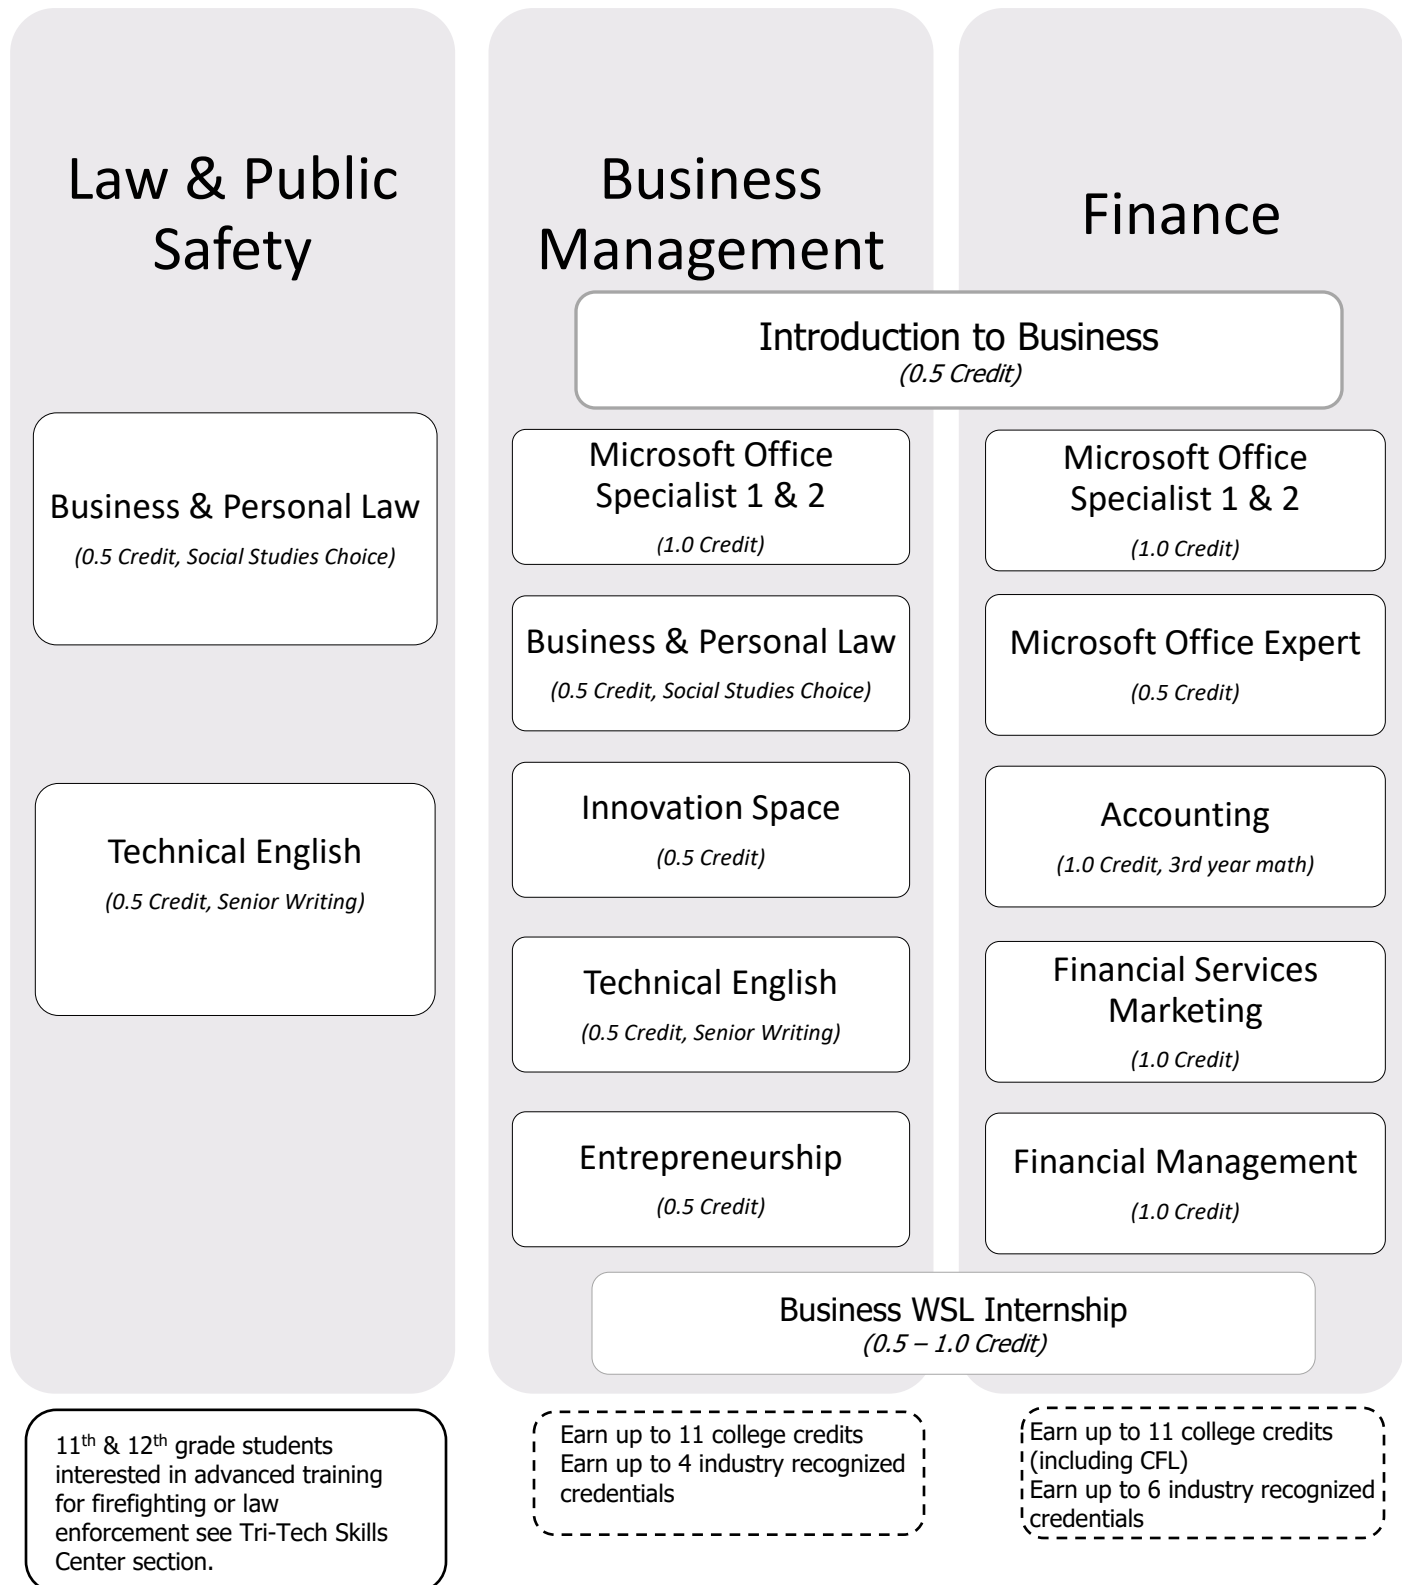 Law & Public
Safety
Business & Personal Law
(0.5 Credit, Social Studies Choice)
Technical English
(0.5 Credit, Senior Writing)
11th & 12th grade students
interested in advanced training
for firefighting or law
enforcement see Tri-Tech Skills
Center section.
Business
Management
Finance
Introduction to Business
(0.5 Credit)
Microsoft Office
Specialist 1 & 2
(1.0 Credit)
Business & Personal Law
(0.5 Credit, Social Studies Choice)
Innovation Space
(0.5 Credit)
Technical English
(0.5 Credit, Senior Writing)
Entrepreneurship
(0.5 Credit)
Microsoft Office
Specialist 1 & 2
(1.0 Credit)
Microsoft Office Expert
(0.5 Credit)
Accounting
(1.0 Credit, 3rd year math)
Financial Services
Marketing
(1.0 Credit)
Financial Management
(1.0 Credit)
Business WSL Internship
(0.5 – 1.0 Credit)
Earn up to 11 college credits
Earn up to 4 industry recognized
credentials
Earn up to 11 college credits
(including CFL)
Earn up to 6 industry recognized
credentials